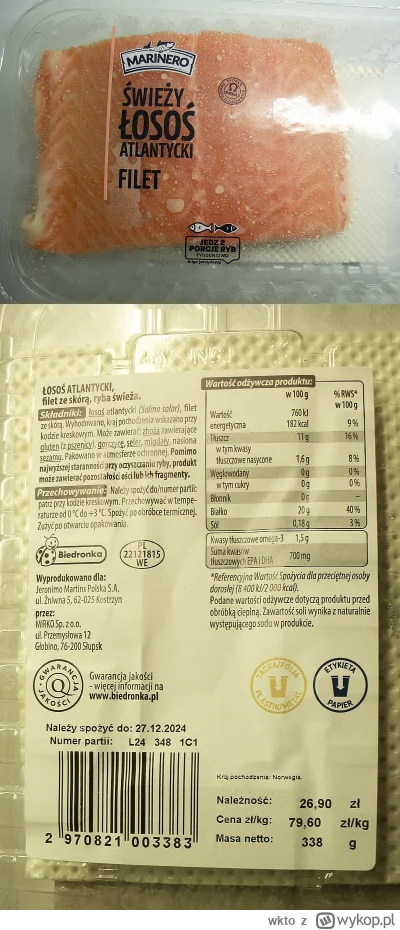 MARINERO
ŚWIEŻY
ŁOSOŚ
ATLANTYCKI
FILET
JEDZ 2
PORCJE RYB
TYGODNIOWO
ŁOSOŚ ATLANTYCKI,
filet ze skórą, ryba świeża.
Składniki: łosoś atlantycki (Salmo salar), filet
ze skórą. Wyhodowano, kraj pochodzenia wskazano przy
kodzie kreskowym. Może zawierać: zboża zawierające
gluten (z pszenicy), gorczycę, seler, migdały, nasiona
sezamu. Pakowano w atmosferze ochronnej. Pomimo
najwyższej staranności przy oczyszczaniu ryby, produkt
może zawierać pozostałości ości lub ich fragmenty.
Przechowywanie: Należy spożyć do/numer partii:
patrz przy kodzie kreskowym. Przechowywać w tempe-
raturze od 0 °C do +3 °C. Spożyć po obróbce termicznej.
Zużyć po otwarciu opakowania.
Biedronka
PL
22121815
WE
Wyprodukowano dla:
Jeronimo Martins Polska S.A.
ul. Żniwna 5, 62-025 Kostrzyn
przez:
MIRKO Sp. z o.o.
ul. Przemysłowa 12
Głobino, 76-200 Słupsk
GWARANCJA
Q
JAKOŚCI
Gwarancja jakości
- więcej informacji na
www.biedronka.pl
Wartość odżywcza produktu:
w 100 g
% RWS*
w 100 g
Wartość
energetyczna
760 kJ
182 kcal 9 %
Tłuszcz 11 g 16 %
w tym kwasy
tłuszczowe nasycone 1,6 g 8 %
Węglowodany 0 g 0 %
w tym cukry 0 g 0 %
Błonnik 0 g –
Białko 20 g 40 %
Sól 0,18 g 3 %
Kwasy tłuszczowe omega-3 1,5 g
Suma kwasów
tłuszczowych EPA i DHA 700 mg
*Referencyjna Wartość Spożycia dla przeciętnej osoby
dorosłej (8 400 kJ/2 000 kcal).
Podane wartości odżywcze dotyczą produktu przed
obróbką cieplną. Zawartość soli wynika z naturalnie
występującego sodu w produkcie.
TACKA/FOLIA
PLASTIK/METAL
ETYKIETA
PAPIER
Należy spożyć do: 27.12.2024
Numer partii: L24 348 1C1
2 970821 003383
Kraj pochodzenia: Norwegia.
Należność: 26,90 zł
Cena zł/kg: 79,60 zł/kg
Masa netto: 338 g
wkto z wykop.pl